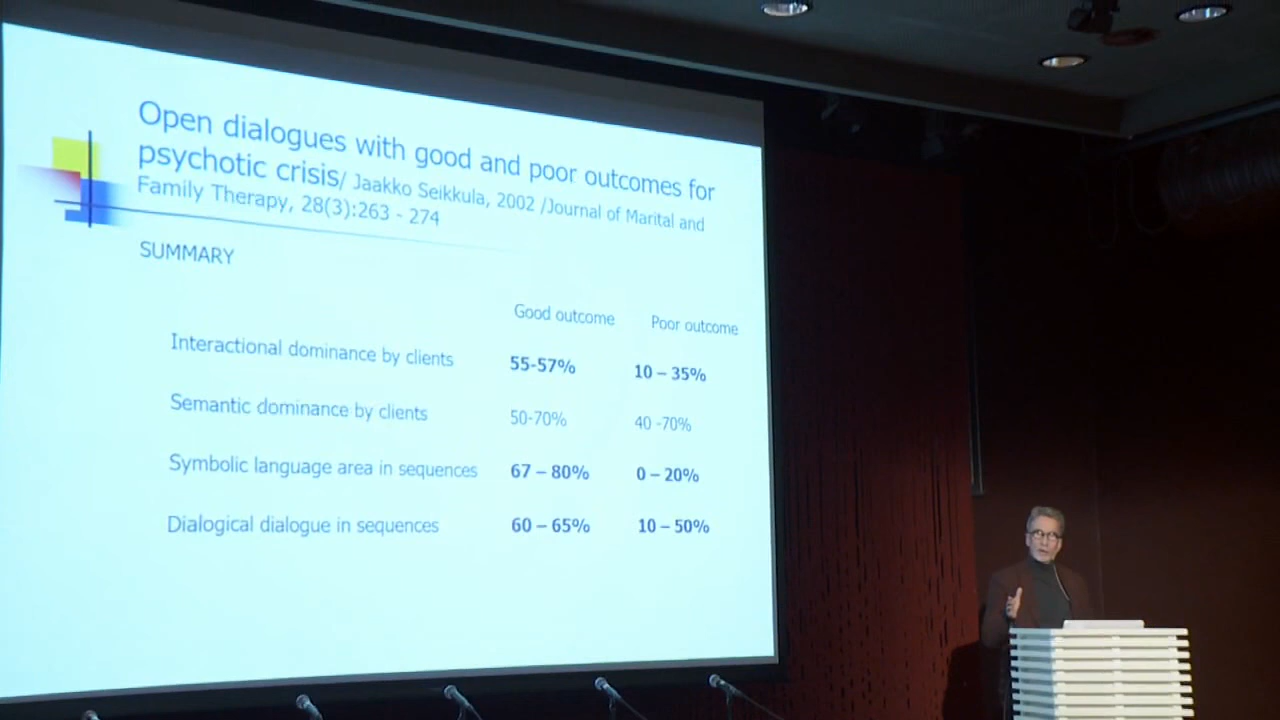 Open dialogues with good and poor outcomes for
psychotic crisis/ Jaakko Seikkula, 2002 /Journal of Marital and
Family Therapy, 28(3):263 - 274
SUMMARY
Good outcome Poor outcome
Interactional dominance by clients 55-57% 10 – 35%
Semantic dominance by clients 50-70% 40 -70%
Symbolic language area in sequences 67 – 80% 0 – 20%
Dialogical dialogue in sequences 60 – 65% 10 – 50%